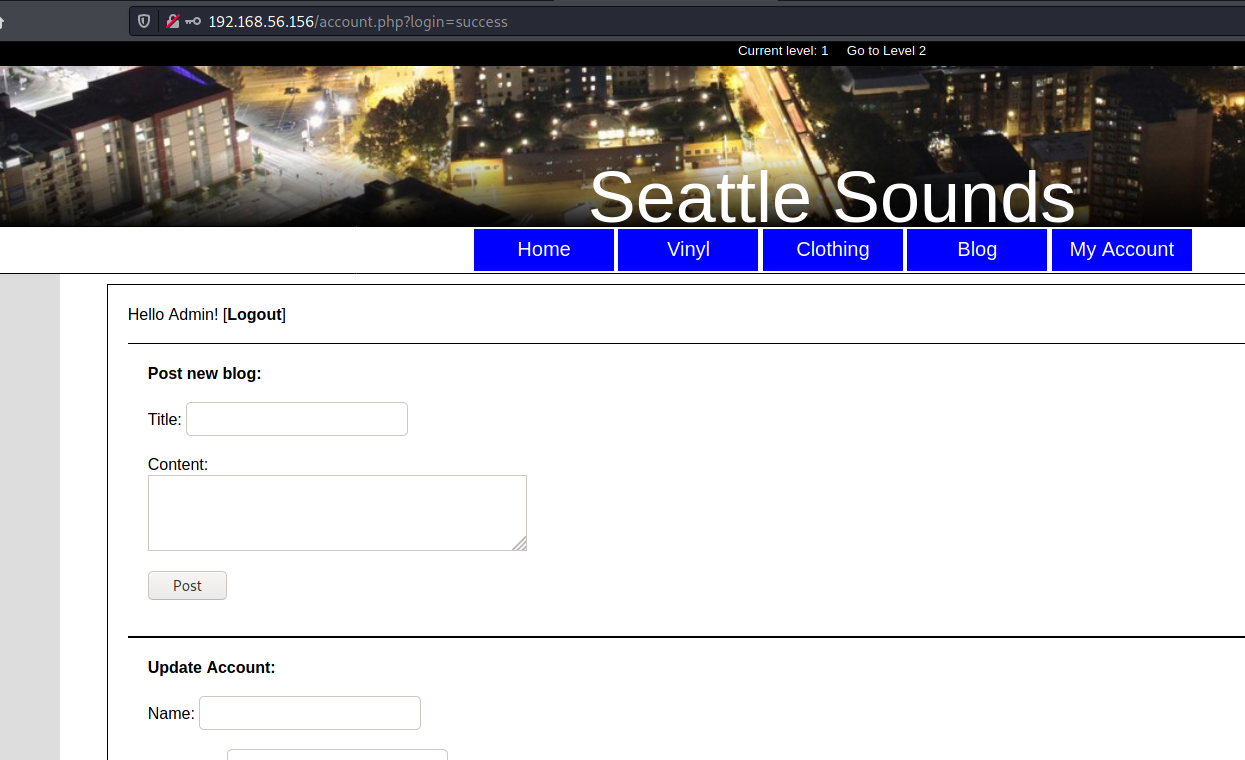 192.168.56.156/account.php?login=success
Current level: 1 Go to Level 2
Seattle Sounds
Home Vinyl Clothing Blog My Account
Hello Admin! [Logout]
Post new blog:
Title:
Content:
Post
Update Account:
Name: